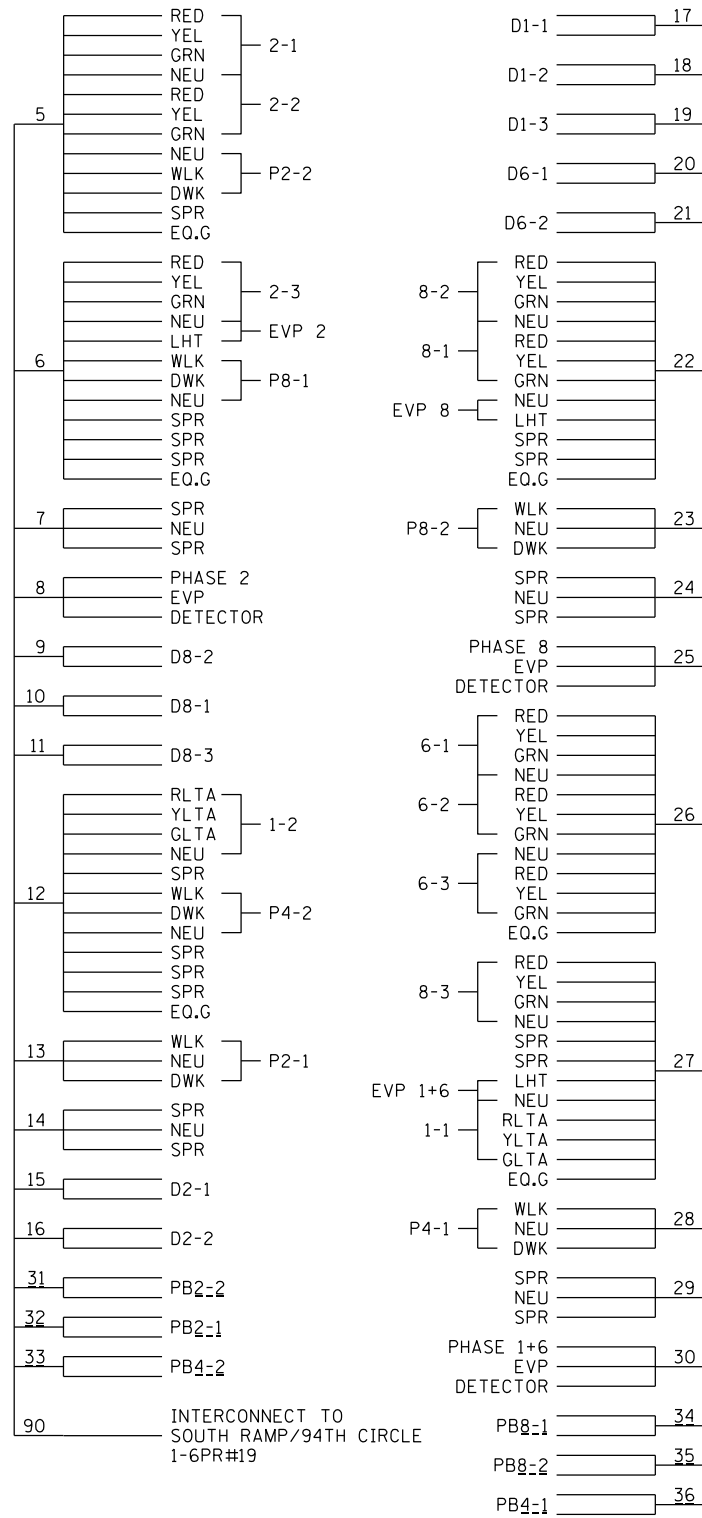 RED
YEL
GRN
NEU
RED
YEL
GRN
NEU
WLK
DWK
SPR
EQ.G
5
2-1
2-2
P2-2
RED
YEL
GRN
NEU
LHT
WLK
DWK
NEU
SPR
SPR
SPR
EQ.G
6
2-3
EVP 2
P8-1
7
SPR
NEU
SPR
8
PHASE 2
EVP
DETECTOR
9
D8-2
10
D8-1
11
D8-3
RLTA
YLTA
GLTA
NEU
SPR
WLK
DWK
NEU
SPR
SPR
SPR
EQ.G
12
1-2
P4-2
13
WLK
NEU
DWK
P2-1
14
SPR
NEU
SPR
15
D2-1
16
D2-2
31
PB2-2
32
PB2-1
33
PB4-2
90
INTERCONNECT TO
SOUTH RAMP/94TH CIRCLE
1-6PR#19
D1-1
17
D1-2
18
D1-3
19
D6-1
20
D6-2
21
8-2
8-1
EVP 8
RED
YEL
GRN
NEU
RED
YEL
GRN
NEU
LHT
SPR
SPR
EQ.G
22
P8-2
WLK
NEU
DWK
23
SPR
NEU
SPR
24
PHASE 8
EVP
DETECTOR
25
6-1
6-2
6-3
RED
YEL
GRN
NEU
RED
YEL
GRN
NEU
RED
YEL
GRN
EQ.G
26
8-3
EVP 1+6
1-1
RED
YEL
GRN
NEU
SPR
SPR
LHT
NEU
RLTA
YLTA
GLTA
EQ.G
27
P4-1
WLK
NEU
DWK
28
SPR
NEU
SPR
29
PHASE 1+6
EVP
DETECTOR
30
PB8-1
34
PB8-2
35
PB4-1
36